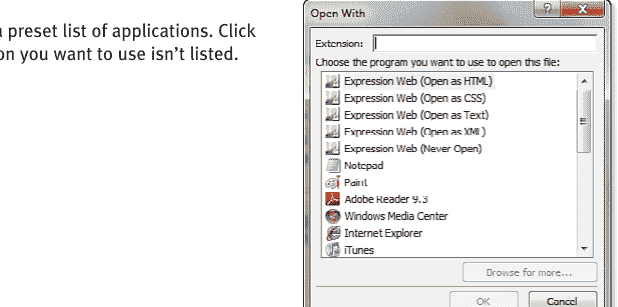 a preset list of applications. Click
on you want to use isn't listed.
Open With
Extension:
Choose the program you want to use to open this file:
Expression Web (Open as HTML)
Expression Web (Open as CSS)
Expression Web (Open as Text)
Expression Web (Open as XML)
Expression Web (Never Open)
Notepad
Paint
Adobe Reader 9.3
Windows Media Center
Internet Explorer
iTunes
Browse for more...
OK
Cancel